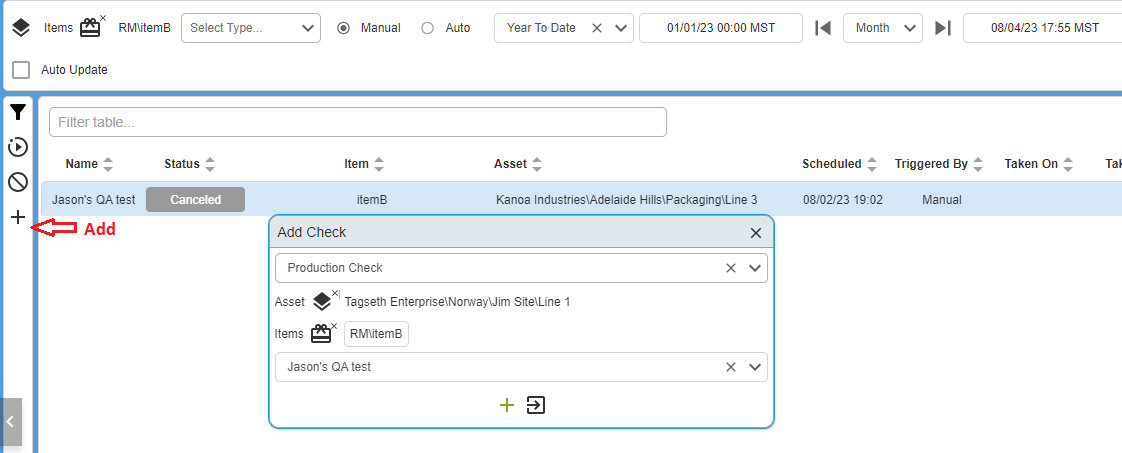 Items RM\itemB Select Type... Manual Auto Year To Date 01/01/23 00:00 MST Month 08/04/23 17:55 MST
Auto Update
Filter table...
Name Status Item Asset Scheduled Triggered By Taken On Tak
Jason's QA test Canceled itemB Kanoa Industries\Adelaide Hills\Packaging\Line 3 08/02/23 19:02 Manual
Add
Add Check
Production Check
Asset Tagseth Enterprise\Norway\Jim Site\Line 1
Items RM\itemB
Jason's QA test